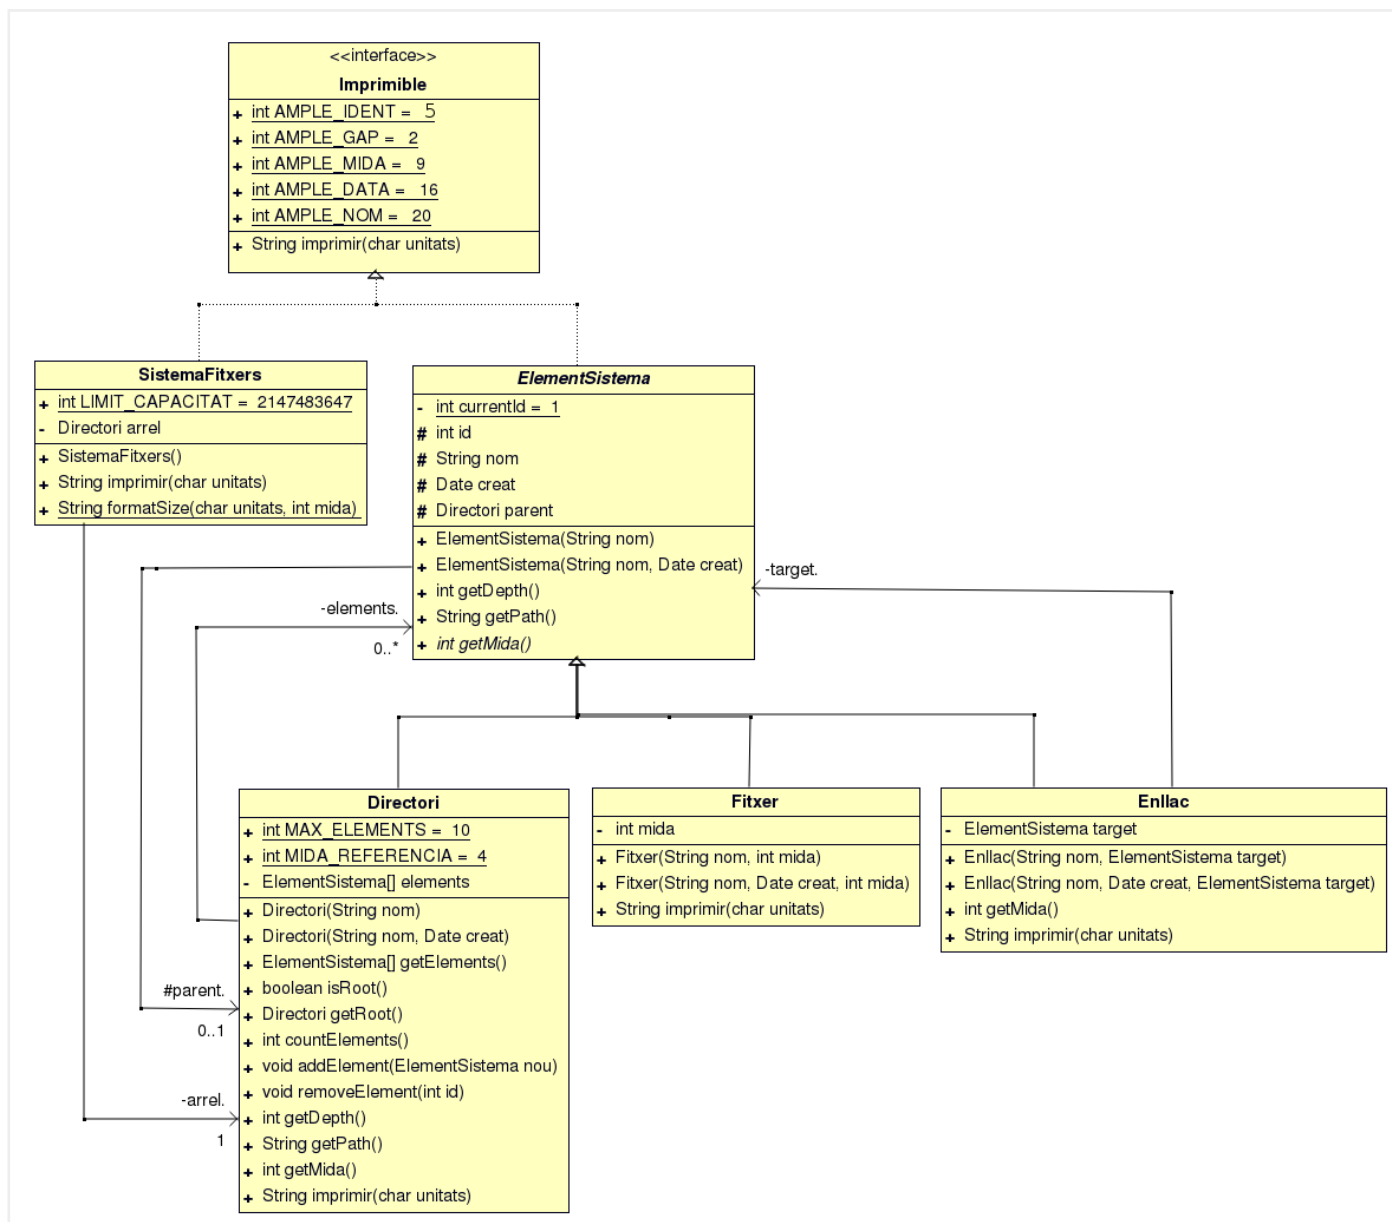 <<interface>>
Imprimible
+ int AMPLE_IDENT = 5
+ int AMPLE_GAP = 2
+ int AMPLE_MIDA = 9
+ int AMPLE_DATA = 16
+ int AMPLE_NOM = 20
+ String imprimir(char unitats)
SistemaFitxers
+ int LIMIT_CAPACITAT = 2147483647
- Directori arrel
+ SistemaFitxers()
+ String imprimir(char unitats)
+ String formatSize(char unitats, int mida)
ElementSistema
- int currentId = 1
# int id
# String nom
# Date creat
# Directori parent
+ ElementSistema(String nom)
+ ElementSistema(String nom, Date creat)
+ int getDepth()
+ String getPath()
+ int getMida()
-target.
-elements.
0..*
Directori
+ int MAX_ELEMENTS = 10
+ int MIDA_REFERENCIA = 4
- ElementSistema[] elements
+ Directori(String nom)
+ Directori(String nom, Date creat)
+ ElementSistema[] getElements()
+ boolean isRoot()
+ Directori getRoot()
+ int countElements()
+ void addElement(ElementSistema nou)
+ void removeElement(int id)
+ int getDepth()
+ String getPath()
+ int getMida()
+ String imprimir(char unitats)
#parent.
0..1
-arrel.
1
Fitxer
- int mida
+ Fitxer(String nom, int mida)
+ Fitxer(String nom, Date creat, int mida)
+ String imprimir(char unitats)
Enllac
- ElementSistema target
+ Enllac(String nom, ElementSistema target)
+ Enllac(String nom, Date creat, ElementSistema target)
+ int getMida()
+ String imprimir(char unitats)